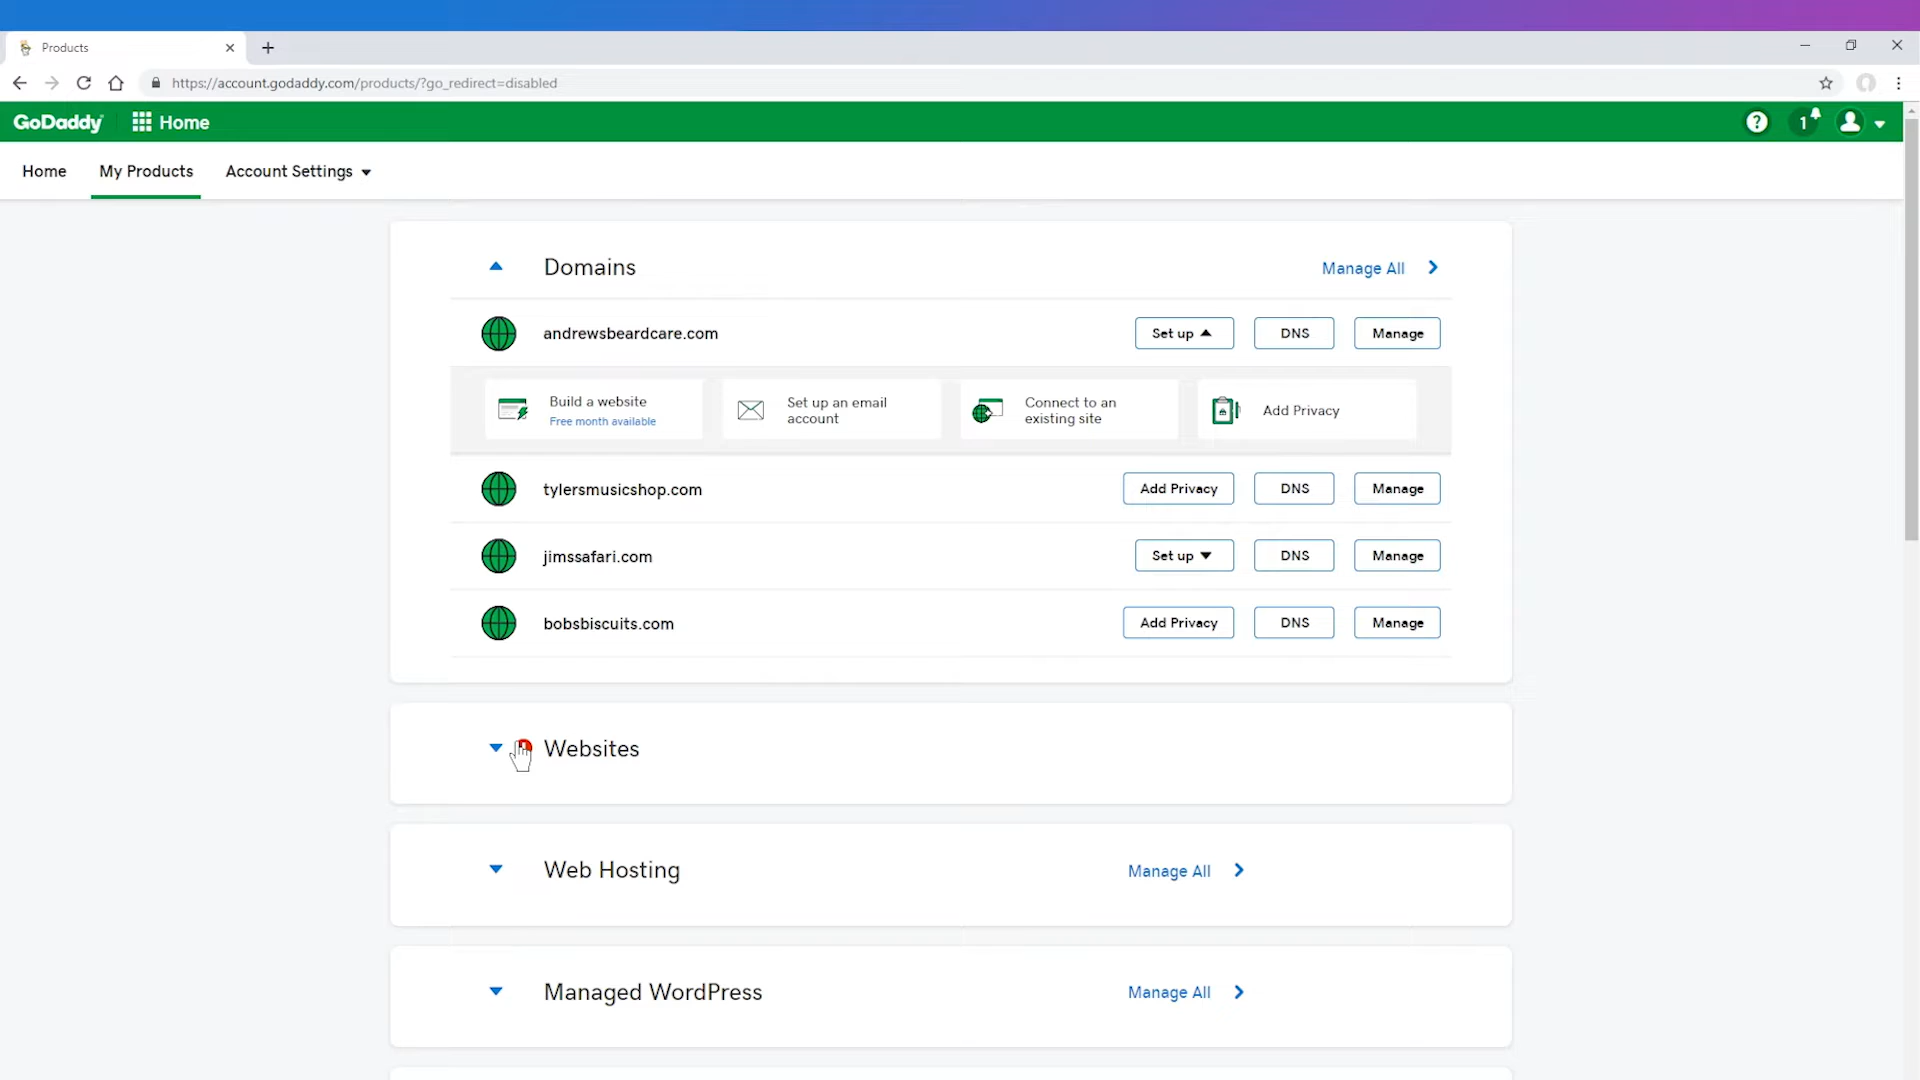 Products
https://account.godaddy.com/products/?go_redirect=disabled
GoDaddy Home ? 1
Home My Products Account Settings
Domains Manage All
andrewsbeardcare.com Set up DNS Manage
Build a website
Free month available
Set up an email
account
Connect to an
existing site
Add Privacy
tylersmusicshop.com Add Privacy DNS Manage
jimssafari.com Set up DNS Manage
bobsbiscuits.com Add Privacy DNS Manage
Websites
Web Hosting Manage All
Managed WordPress Manage All